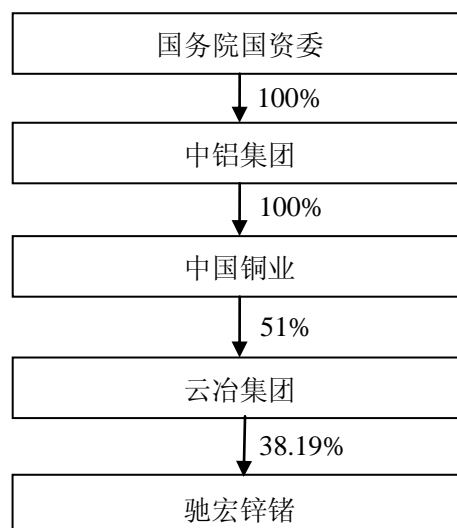 国务院国资委
100%
中铝集团
100%
中国铜业
51%
云冶集团
38.19%
驰宏锌锗